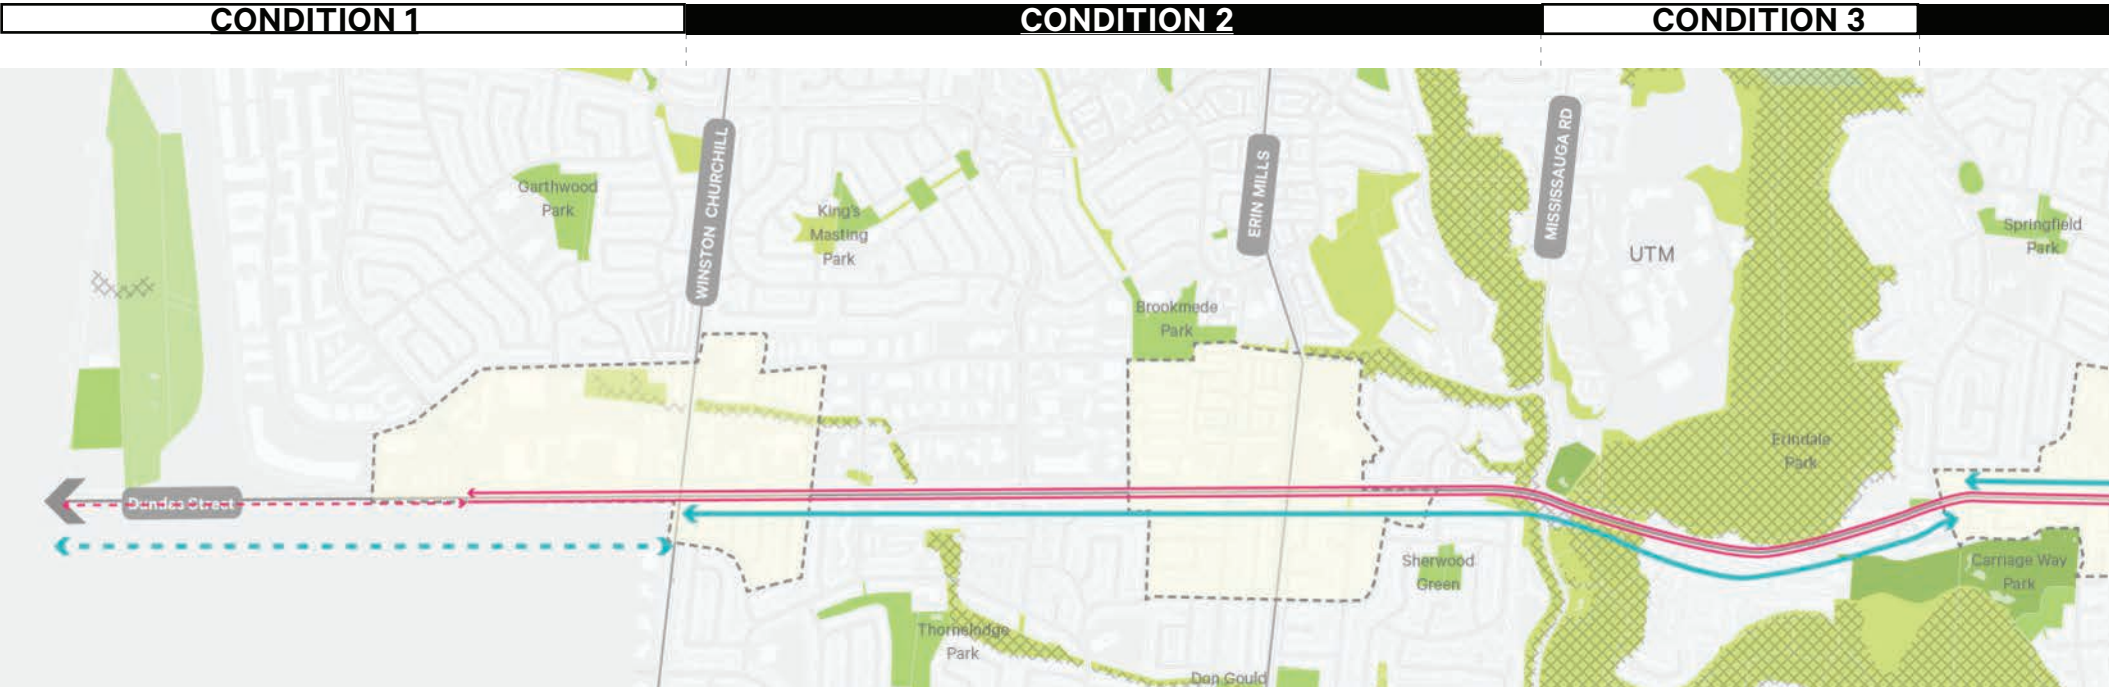 CONDITION 1
CONDITION 2
CONDITION 3
WINSTON CHURCHILL
ERIN MILLS
MISSISSAUGA RD
Garthwood
Park
King's
Masting
Park
UTM
Springfield
Park
Brookmede
Park
Erindale
Park
Dundas Street
Sherwood
Green
Carriage Way
Park
Thornlodge
Park
Don Gould